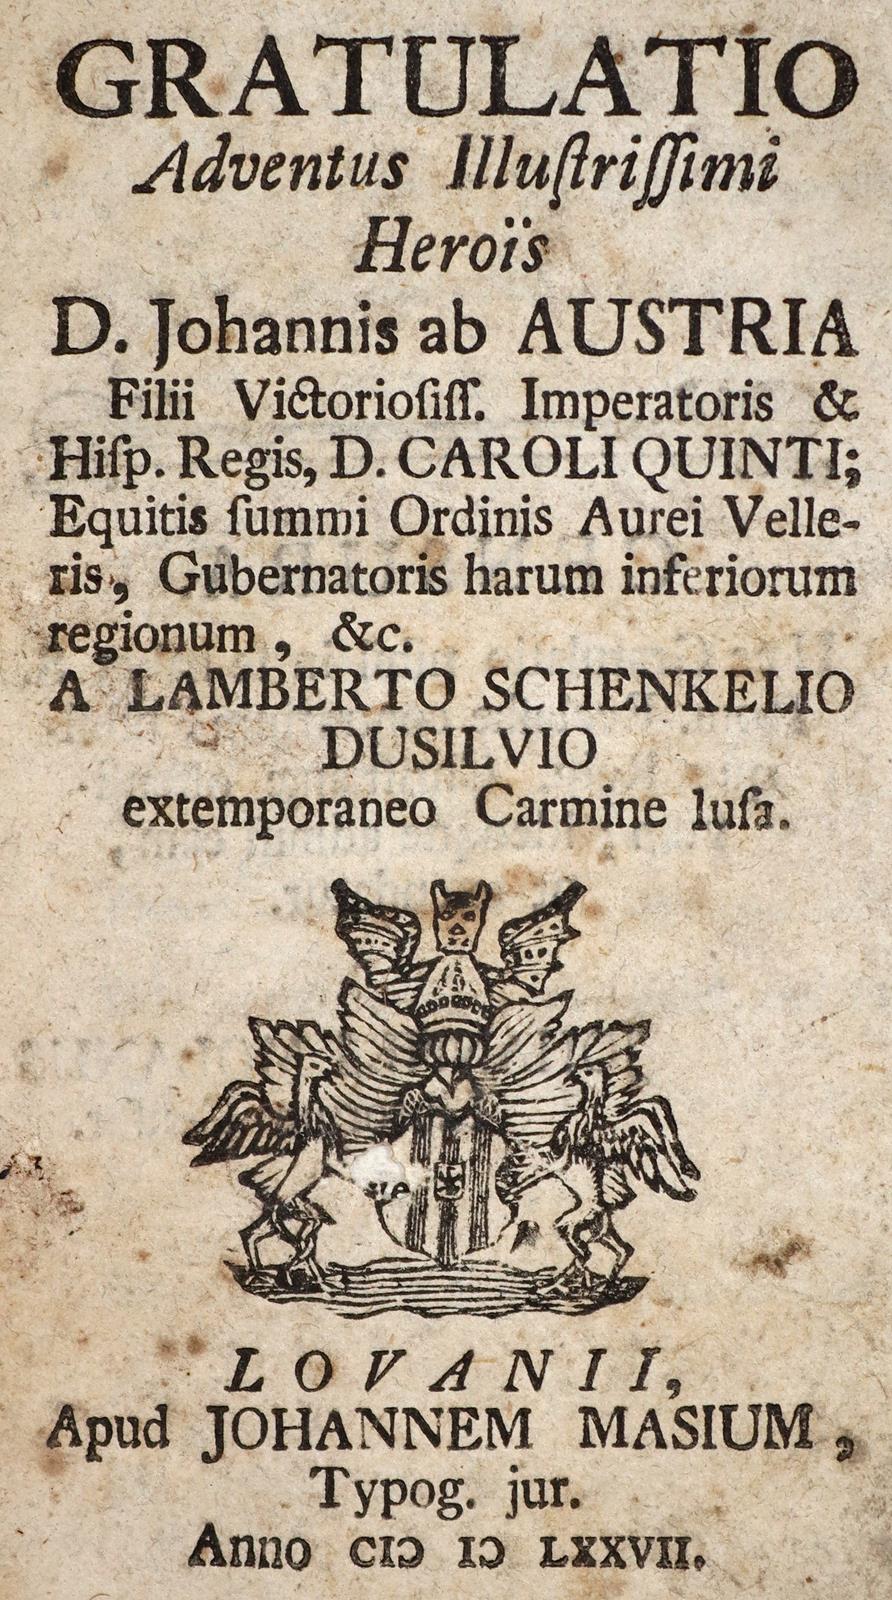 GRATULATIO
Adventus Illuſtriſſimi
Heroïs
D. Johannis ab AUSTRIA
Filii Victorioſiſſ. Imperatoris &
Hiſp. Regis, D. CAROLI QUINTI;
Equitis ſummi Ordinis Aurei Velle-
ris, Gubernatoris harum inferiorum
regionum, &c.
A LAMBERTO SCHENKELIO
DUSILVIO
extemporaneo Carmine luſa.
LOVANII,
Apud JOHANNEM MASIUM,
Typog. jur.
Anno CIↃ IↃ LXXVII.